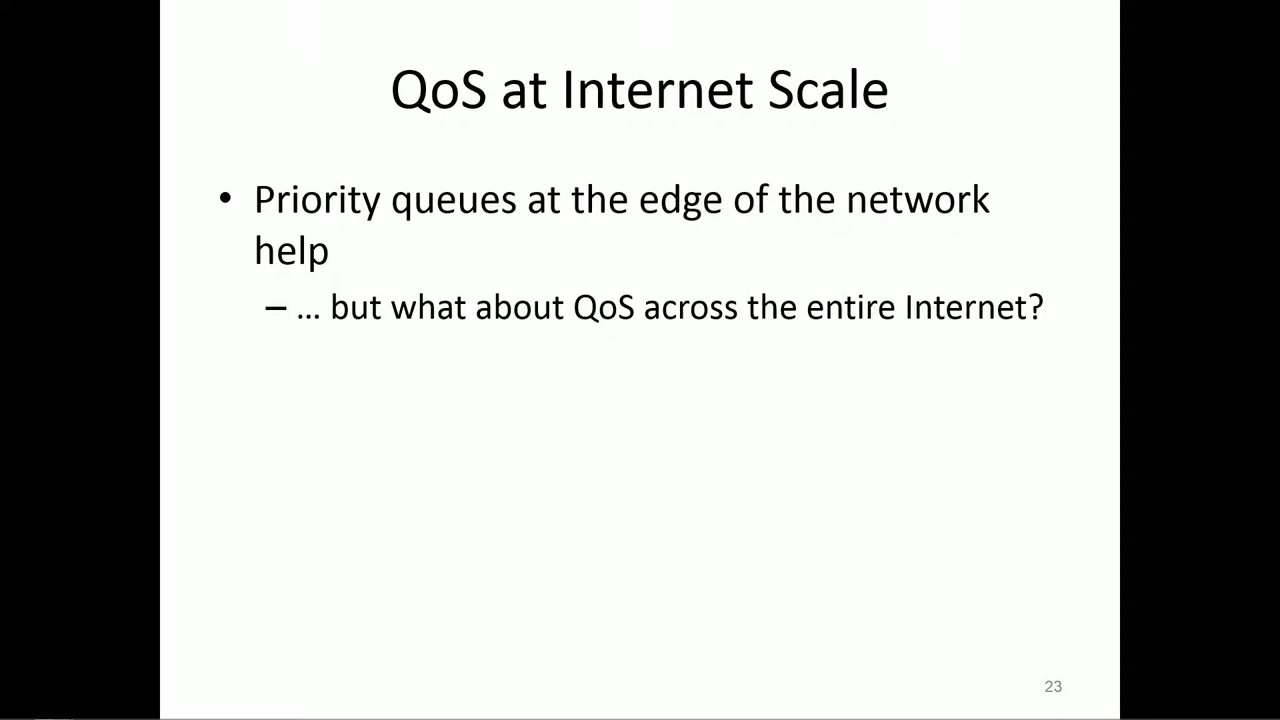 QoS at Internet Scale
• Priority queues at the edge of the network
help
– … but what about QoS across the entire Internet?
23